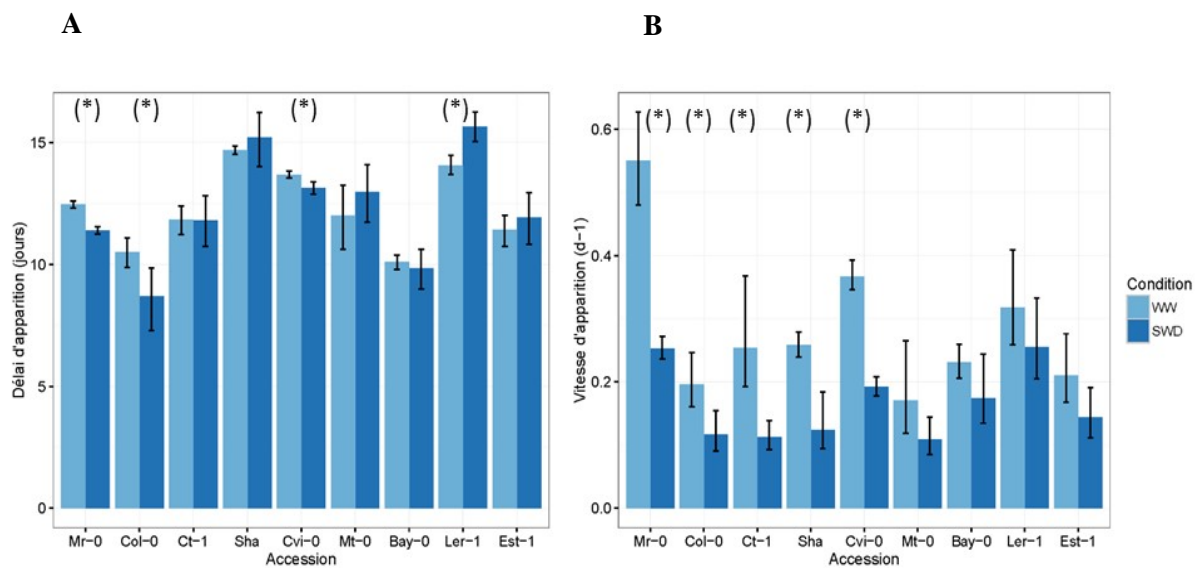 A
B
(*) (*) (*) (*)
(*) (*) (*) (*) (*)
Délai d'apparition (jours)
15
10
5
0
Mr−0 Col−0 Ct−1 Sha Cvi−0 Mt−0 Bay−0 Ler−1 Est−1
Accession
Vitesse d'apparition (d−1)
0.6
0.4
0.2
0.0
Mr−0 Col−0 Ct−1 Sha Cvi−0 Mt−0 Bay−0 Ler−1 Est−1
Accession
Condition
WW
SWD